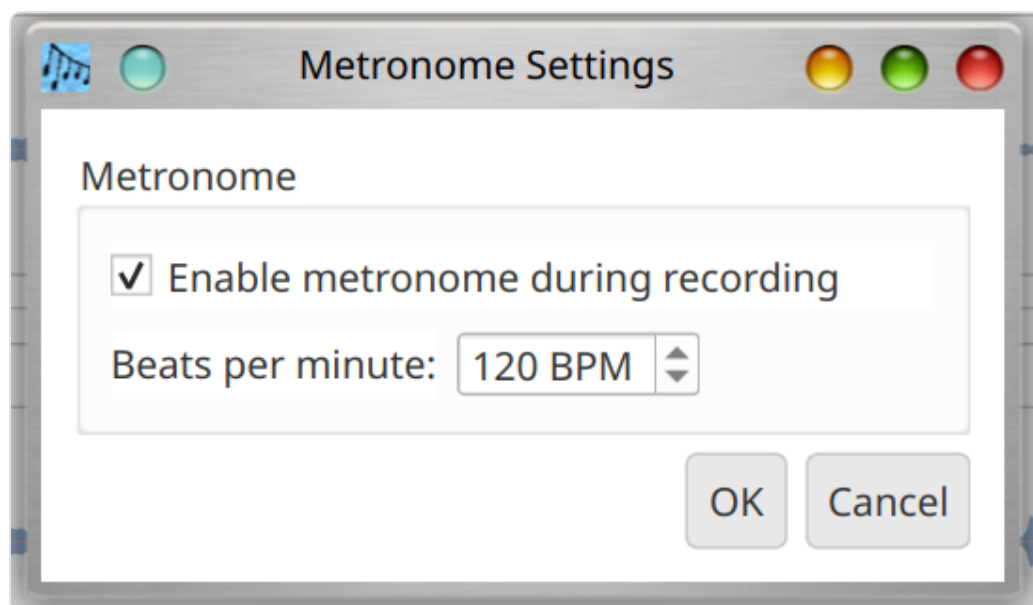 Metronome Settings
Metronome
Enable metronome during recording
Beats per minute: 120 BPM
OK Cancel